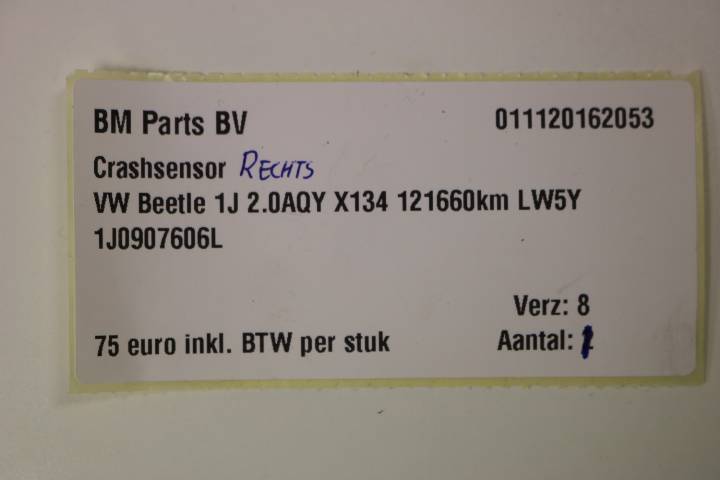 BM Parts BV 011120162053
Crashsensor RECHTS
VW Beetle 1J 2.0AQY X134 121660km LW5Y
1J0907606L
Verz: 8
75 euro inkl. BTW per stuk Aantal: 1